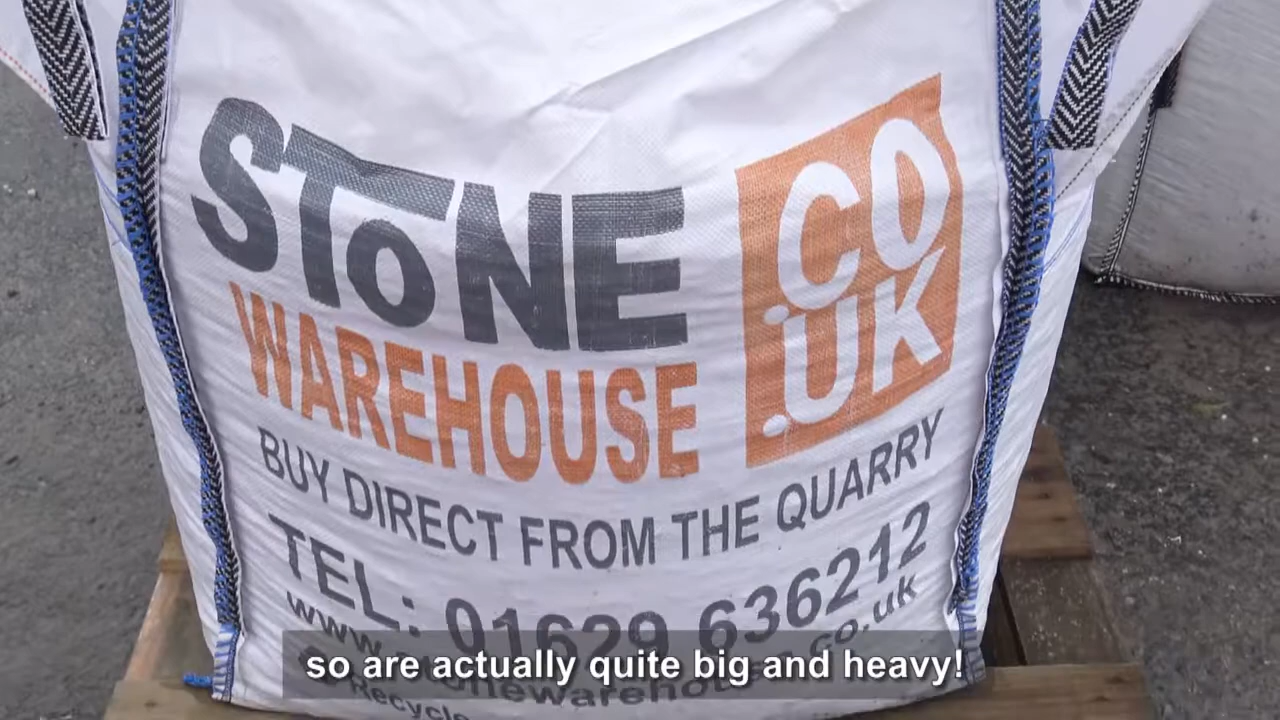 STONE
WAREHOUSE
.CO
.UK
BUY DIRECT FROM THE QUARRY
TEL: 01629 636212
so are actually quite big and heavy!